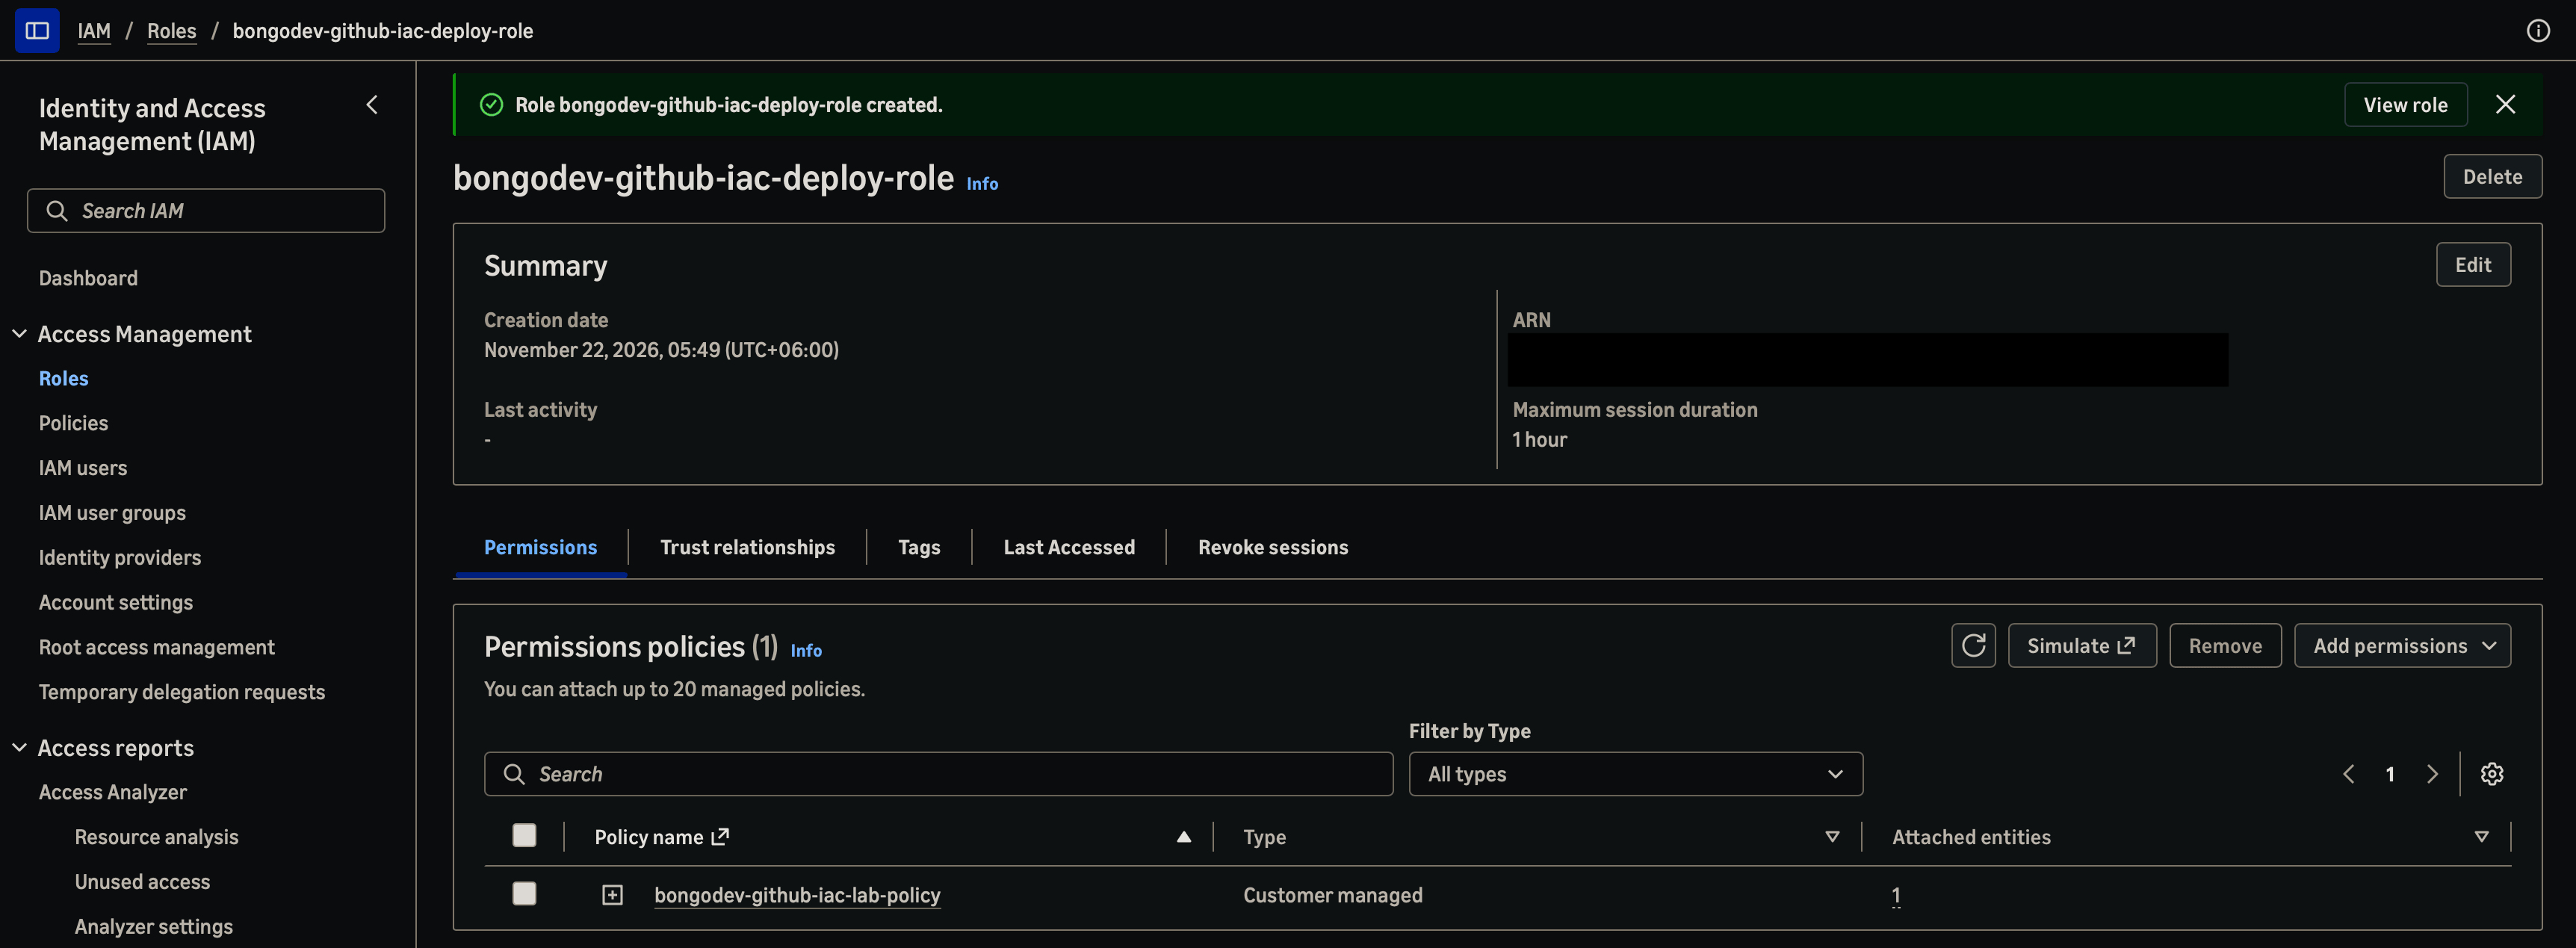 IAM / Roles / bongodev-github-iac-deploy-role
Identity and Access
Management (IAM)
Search IAM
Dashboard
Access Management
Roles
Policies
IAM users
IAM user groups
Identity providers
Account settings
Root access management
Temporary delegation requests
Access reports
Access Analyzer
Resource analysis
Unused access
Analyzer settings
Role bongodev-github-iac-deploy-role created.
View role
bongodev-github-iac-deploy-role Info
Delete
Summary
Edit
Creation date
November 22, 2026, 05:49 (UTC+06:00)
ARN
Last activity
-
Maximum session duration
1 hour
Permissions
Trust relationships
Tags
Last Accessed
Revoke sessions
Permissions policies (1) Info
Simulate
Remove
Add permissions
You can attach up to 20 managed policies.
Filter by Type
Search
All types
1
Policy name
Type
Attached entities
bongodev-github-iac-lab-policy
Customer managed
1